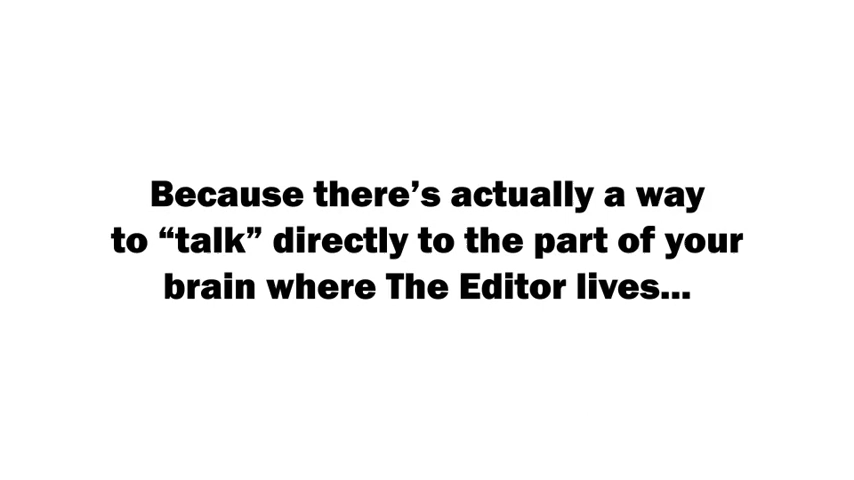 Because there’s actually a way
to “talk” directly to the part of your
brain where The Editor lives...